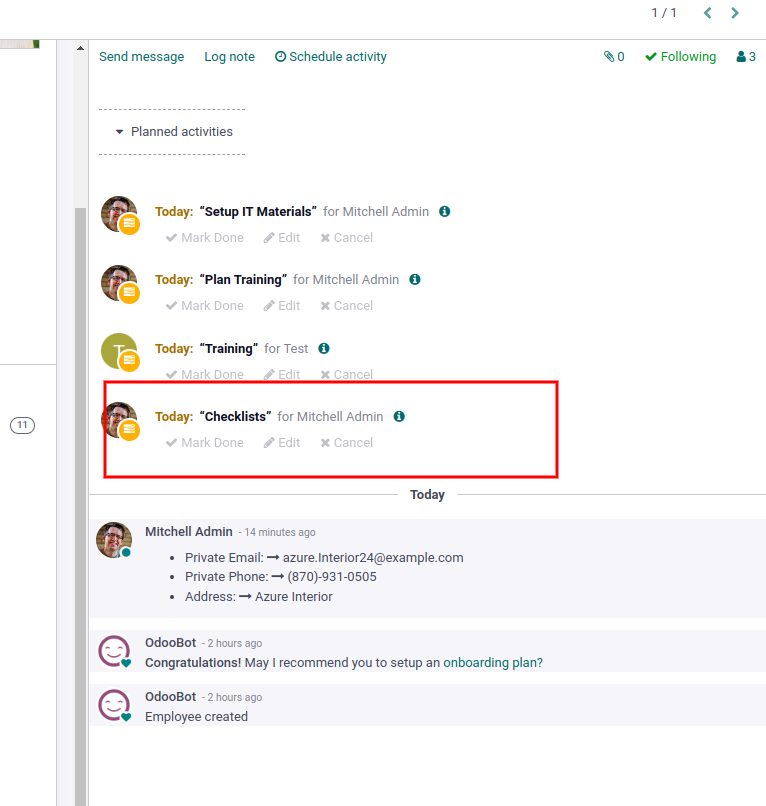 1 / 1
Send message Log note Schedule activity 0 Following 3
Planned activities
Today: “Setup IT Materials” for Mitchell Admin
Mark Done Edit Cancel
Today: “Plan Training” for Mitchell Admin
Mark Done Edit Cancel
T
Today: “Training” for Test
Mark Done Edit Cancel
Today: “Checklists” for Mitchell Admin
Mark Done Edit Cancel
11
Today
Mitchell Admin - 14 minutes ago
• Private Email: → azure.Interior24@example.com
• Private Phone: → (870)-931-0505
• Address: → Azure Interior
OdooBot - 2 hours ago
Congratulations! May I recommend you to setup an onboarding plan?
OdooBot - 2 hours ago
Employee created